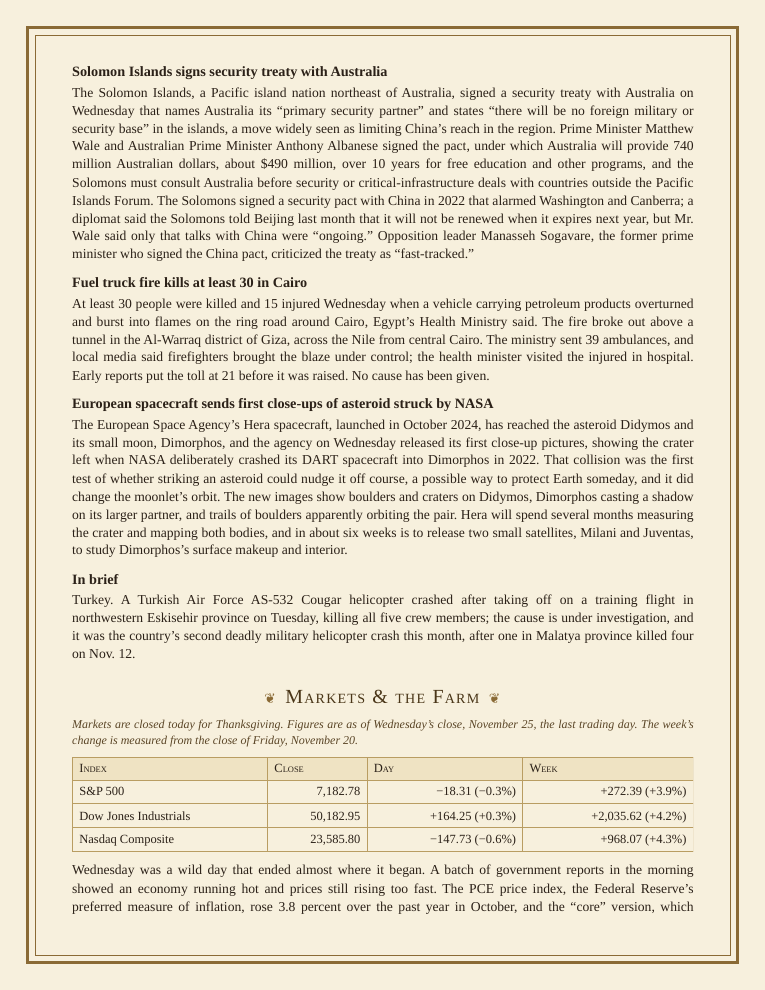 Solomon Islands signs security treaty with Australia
The Solomon Islands, a Pacific island nation northeast of Australia, signed a security treaty with Australia on
Wednesday that names Australia its “primary security partner” and states “there will be no foreign military or
security base” in the islands, a move widely seen as limiting China’s reach in the region. Prime Minister Matthew
Wale and Australian Prime Minister Anthony Albanese signed the pact, under which Australia will provide 740
million Australian dollars, about $490 million, over 10 years for free education and other programs, and the
Solomons must consult Australia before security or critical-infrastructure deals with countries outside the Pacific
Islands Forum. The Solomons signed a security pact with China in 2022 that alarmed Washington and Canberra; a
diplomat said the Solomons told Beijing last month that it will not be renewed when it expires next year, but Mr.
Wale said only that talks with China were “ongoing.” Opposition leader Manasseh Sogavare, the former prime
minister who signed the China pact, criticized the treaty as “fast-tracked.”
Fuel truck fire kills at least 30 in Cairo
At least 30 people were killed and 15 injured Wednesday when a vehicle carrying petroleum products overturned
and burst into flames on the ring road around Cairo, Egypt’s Health Ministry said. The fire broke out above a
tunnel in the Al-Warraq district of Giza, across the Nile from central Cairo. The ministry sent 39 ambulances, and
local media said firefighters brought the blaze under control; the health minister visited the injured in hospital.
Early reports put the toll at 21 before it was raised. No cause has been given.
European spacecraft sends first close-ups of asteroid struck by NASA
The European Space Agency’s Hera spacecraft, launched in October 2024, has reached the asteroid Didymos and
its small moon, Dimorphos, and the agency on Wednesday released its first close-up pictures, showing the crater
left when NASA deliberately crashed its DART spacecraft into Dimorphos in 2022. That collision was the first
test of whether striking an asteroid could nudge it off course, a possible way to protect Earth someday, and it did
change the moonlet’s orbit. The new images show boulders and craters on Didymos, Dimorphos casting a shadow
on its larger partner, and trails of boulders apparently orbiting the pair. Hera will spend several months measuring
the crater and mapping both bodies, and in about six weeks is to release two small satellites, Milani and Juventas,
to study Dimorphos’s surface makeup and interior.
In brief
Turkey. A Turkish Air Force AS-532 Cougar helicopter crashed after taking off on a training flight in
northwestern Eskisehir province on Tuesday, killing all five crew members; the cause is under investigation, and
it was the country’s second deadly military helicopter crash this month, after one in Malatya province killed four
on Nov. 12.
❦ Markets & the Farm ❦
Markets are closed today for Thanksgiving. Figures are as of Wednesday’s close, November 25, the last trading day. The week’s
change is measured from the close of Friday, November 20.
Index Close Day Week
S&P 500 7,182.78 −18.31 (−0.3%) +272.39 (+3.9%)
Dow Jones Industrials 50,182.95 +164.25 (+0.3%) +2,035.62 (+4.2%)
Nasdaq Composite 23,585.80 −147.73 (−0.6%) +968.07 (+4.3%)
Wednesday was a wild day that ended almost where it began. A batch of government reports in the morning
showed an economy running hot and prices still rising too fast. The PCE price index, the Federal Reserve’s
preferred measure of inflation, rose 3.8 percent over the past year in October, and the “core” version, which